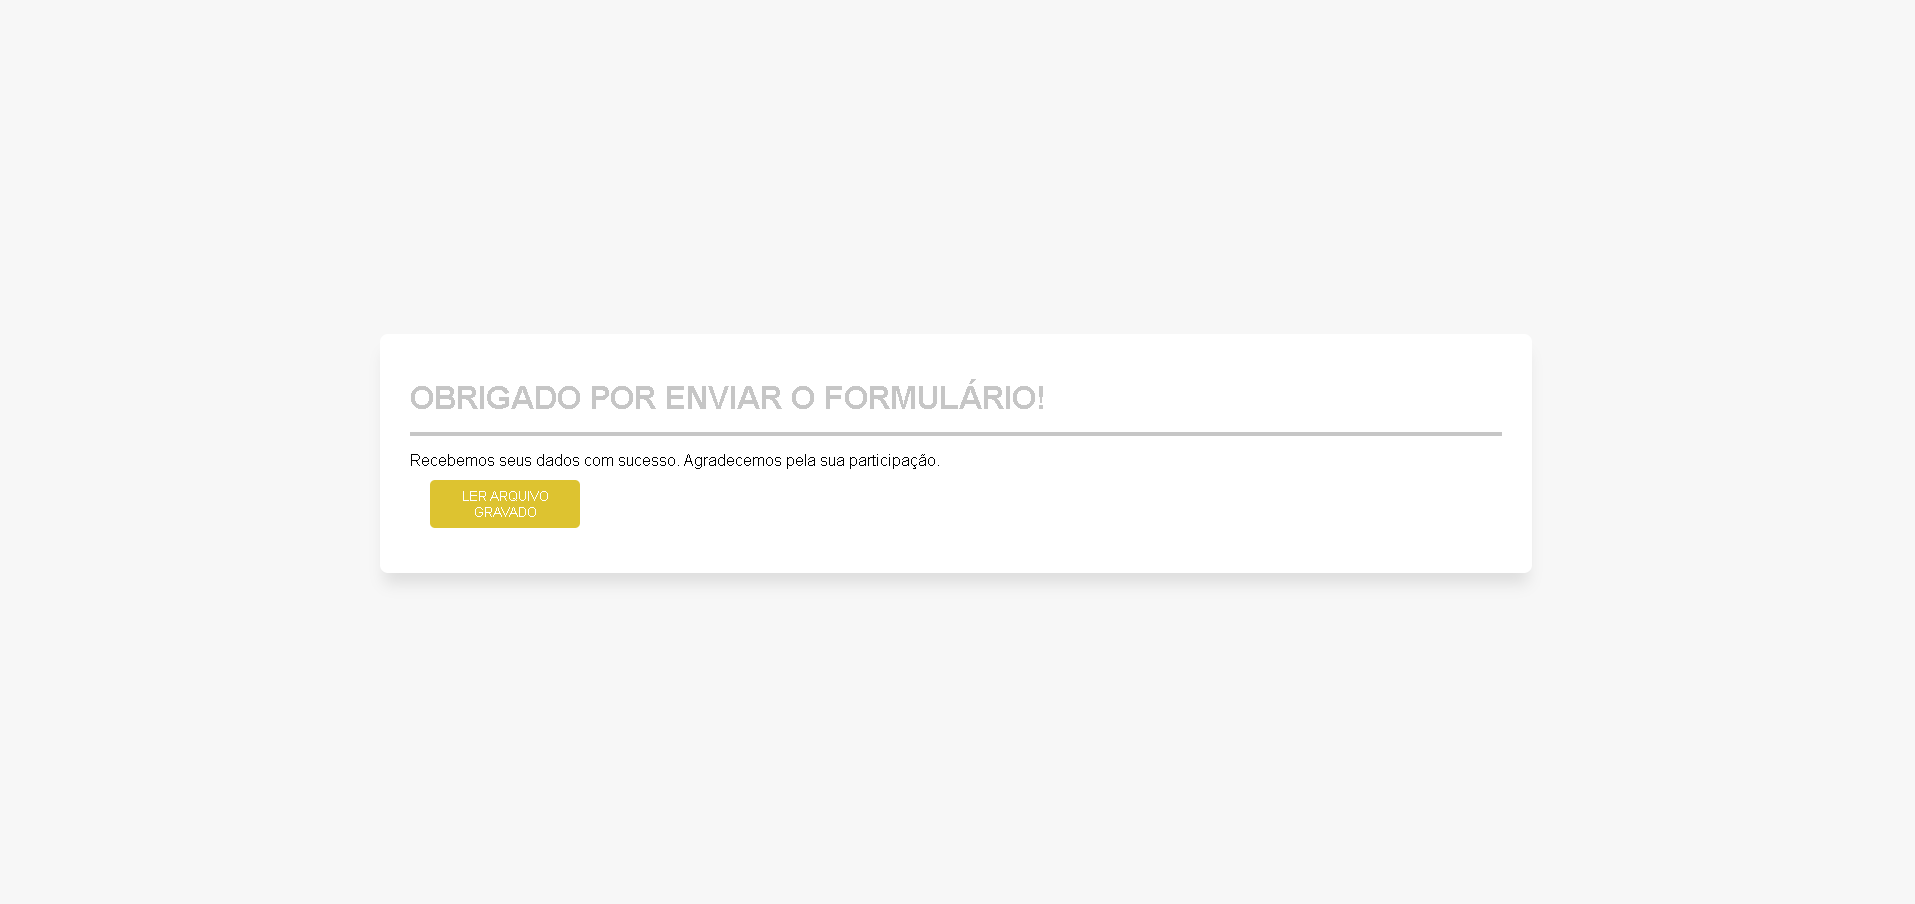 OBRIGADO POR ENVIAR O FORMULÁRIO!
Recebemos seus dados com sucesso. Agradecemos pela sua participação.
LER ARQUIVO
GRAVADO